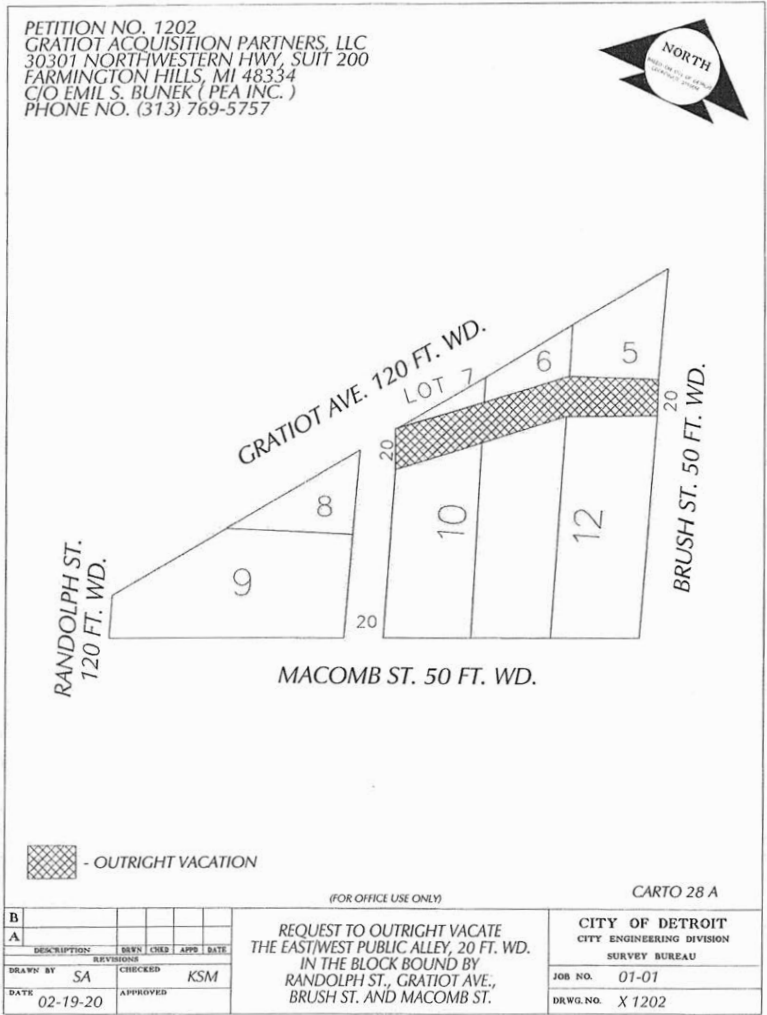 PETITION NO. 1202
GRATIOT ACQUISITION PARTNERS, LLC
30301 NORTHWESTERN HWY, SUIT 200
FARMINGTON HILLS, MI 48334
C/O EMIL S. BUNEK ( PEA INC. )
PHONE NO. (313) 769-5757
NORTH
GRATIOT AVE. 120 FT. WD.
LOT 7
6
5
20
20
BRUSH ST. 50 FT. WD.
8
9
10
12
RANDOLPH ST.
120 FT. WD.
20
MACOMB ST. 50 FT. WD.
- OUTRIGHT VACATION
(FOR OFFICE USE ONLY)
CARTO 28 A
B
A
DESCRIPTION DRWN CHKD APPD DATE
REVISIONS
DRAWN BY SA
CHECKED KSM
DATE 02-19-20
APPROVED
REQUEST TO OUTRIGHT VACATE
THE EAST/WEST PUBLIC ALLEY, 20 FT. WD.
IN THE BLOCK BOUND BY
RANDOLPH ST., GRATIOT AVE.,
BRUSH ST. AND MACOMB ST.
CITY OF DETROIT
CITY ENGINEERING DIVISION
SURVEY BUREAU
JOB NO. 01-01
DRWG. NO. X 1202